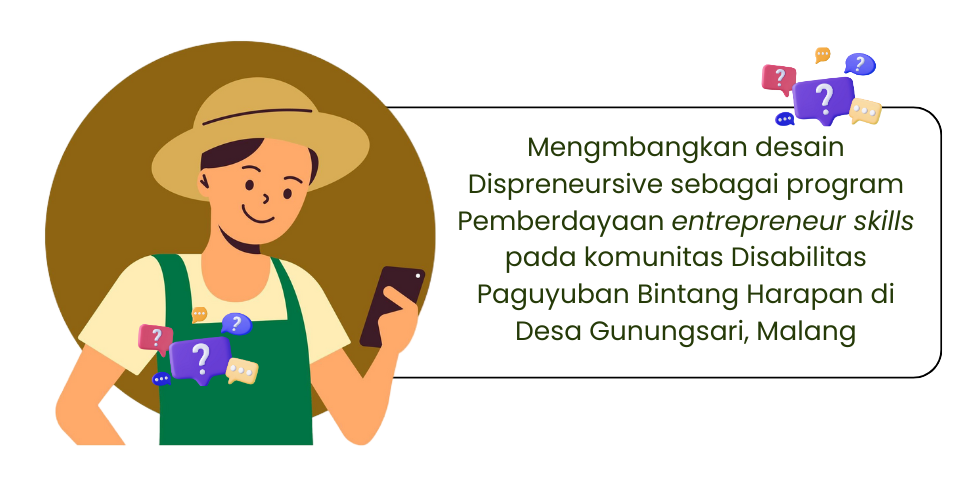 Mengmbangkan desain
Dispreneursive sebagai program
Pemberdayaan entrepreneur skills
pada komunitas Disabilitas
Paguyuban Bintang Harapan di
Desa Gunungsari, Malang